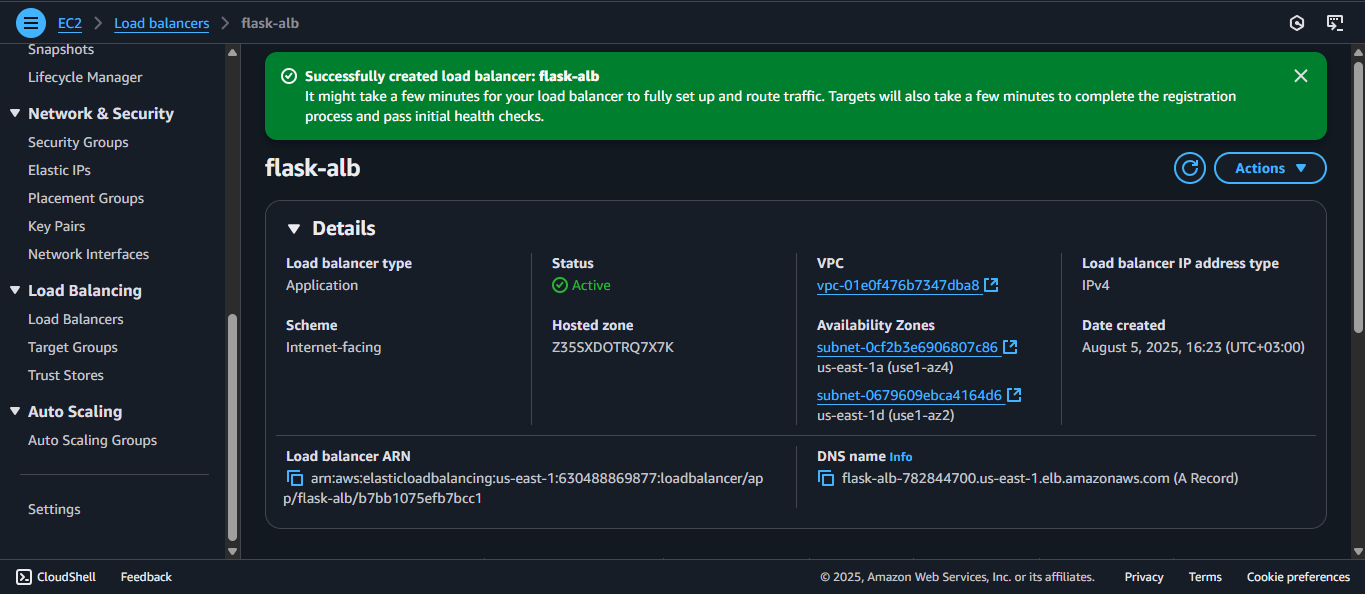 EC2 Load balancers flask-alb
Snapshots
Lifecycle Manager
Network & Security
Security Groups
Elastic IPs
Placement Groups
Key Pairs
Network Interfaces
Load Balancing
Load Balancers
Target Groups
Trust Stores
Auto Scaling
Auto Scaling Groups
Settings
Successfully created load balancer: flask-alb
It might take a few minutes for your load balancer to fully set up and route traffic. Targets will also take a few minutes to complete the registration
process and pass initial health checks.
flask-alb
Actions
Details
Load balancer type
Application
Scheme
Internet-facing
Status
Active
Hosted zone
Z35SXDOTRQ7X7K
VPC
vpc-01e0f476b7347dba8
Availability Zones
subnet-0cf2b3e6906807c86
us-east-1a (use1-az4)
subnet-0679609ebca4164d6
us-east-1d (use1-az2)
Load balancer IP address type
IPv4
Date created
August 5, 2025, 16:23 (UTC+03:00)
Load balancer ARN
arn:aws:elasticloadbalancing:us-east-1:630488869877:loadbalancer/ap
p/flask-alb/b7bb1075efb7bcc1
DNS name Info
flask-alb-782844700.us-east-1.elb.amazonaws.com (A Record)
CloudShell Feedback © 2025, Amazon Web Services, Inc. or its affiliates. Privacy Terms Cookie preferences